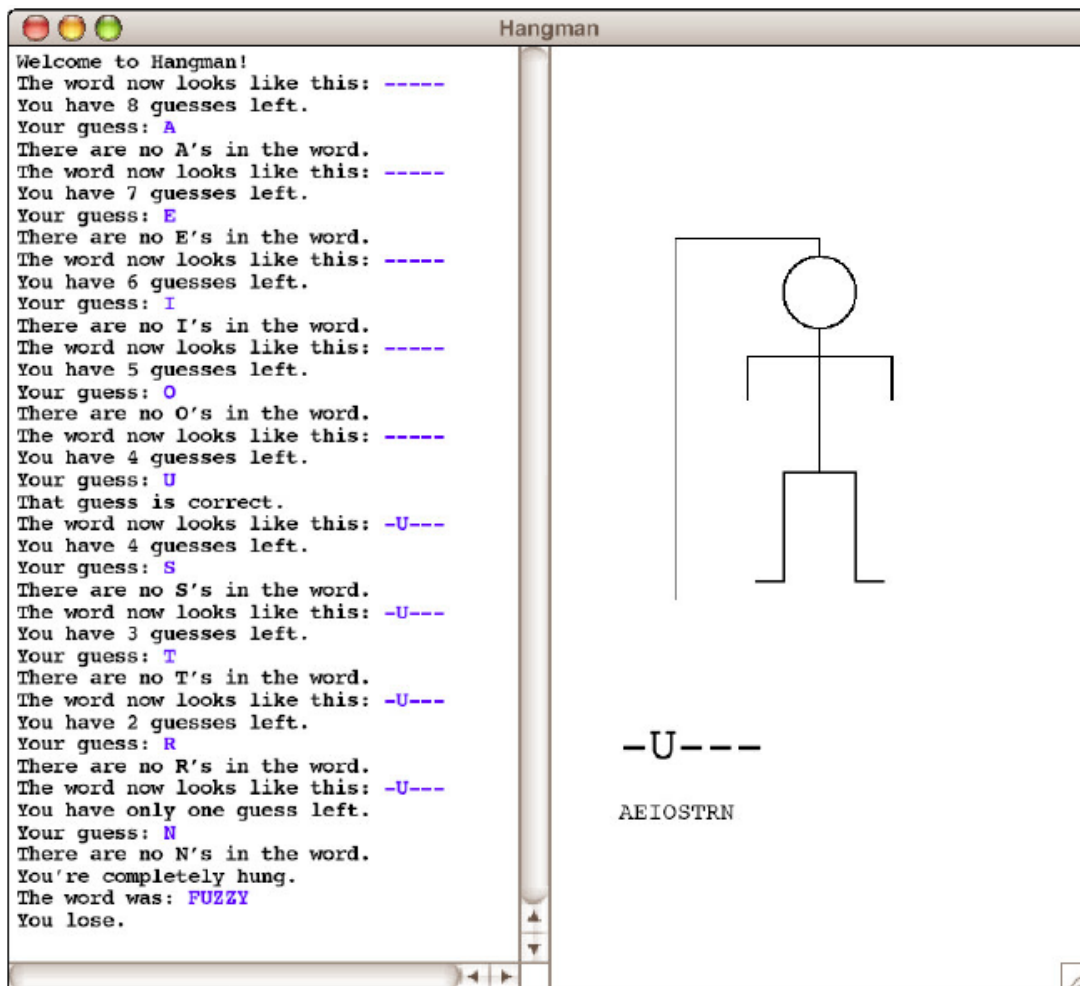 Hangman
Welcome to Hangman!
The word now looks like this: -----
You have 8 guesses left.
Your guess: A
There are no A's in the word.
The word now looks like this: -----
You have 7 guesses left.
Your guess: E
There are no E's in the word.
The word now looks like this: -----
You have 6 guesses left.
Your guess: I
There are no I's in the word.
The word now looks like this: -----
You have 5 guesses left.
Your guess: O
There are no O's in the word.
The word now looks like this: -----
You have 4 guesses left.
Your guess: U
That guess is correct.
The word now looks like this: -U---
You have 4 guesses left.
Your guess: S
There are no S's in the word.
The word now looks like this: -U---
You have 3 guesses left.
Your guess: T
There are no T's in the word.
The word now looks like this: -U---
You have 2 guesses left.
Your guess: R
There are no R's in the word.
The word now looks like this: -U---
You have only one guess left.
Your guess: N
There are no N's in the word.
You're completely hung.
The word was: FUZZY
You lose.
-U---
AEIOSTRN